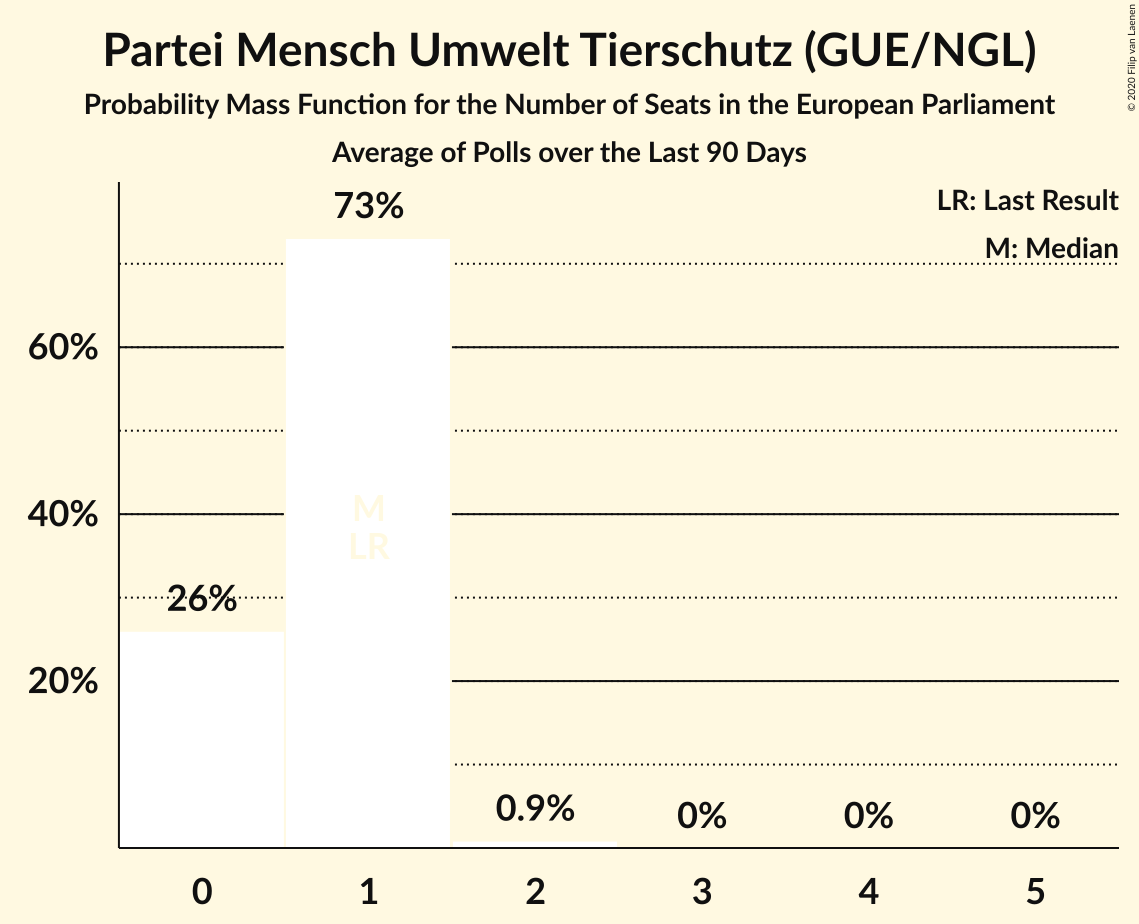 Partei Mensch Umwelt Tierschutz (GUE/NGL)
Probability Mass Function for the Number of Seats in the European Parliament
Average of Polls over the Last 90 Days
© 2020 Filip van Laenen
LR: Last Result
M: Median
73%
60%
40%
20%
M
LR
26%
0.9%
0%
0%
0%
0 1 2 3 4 5